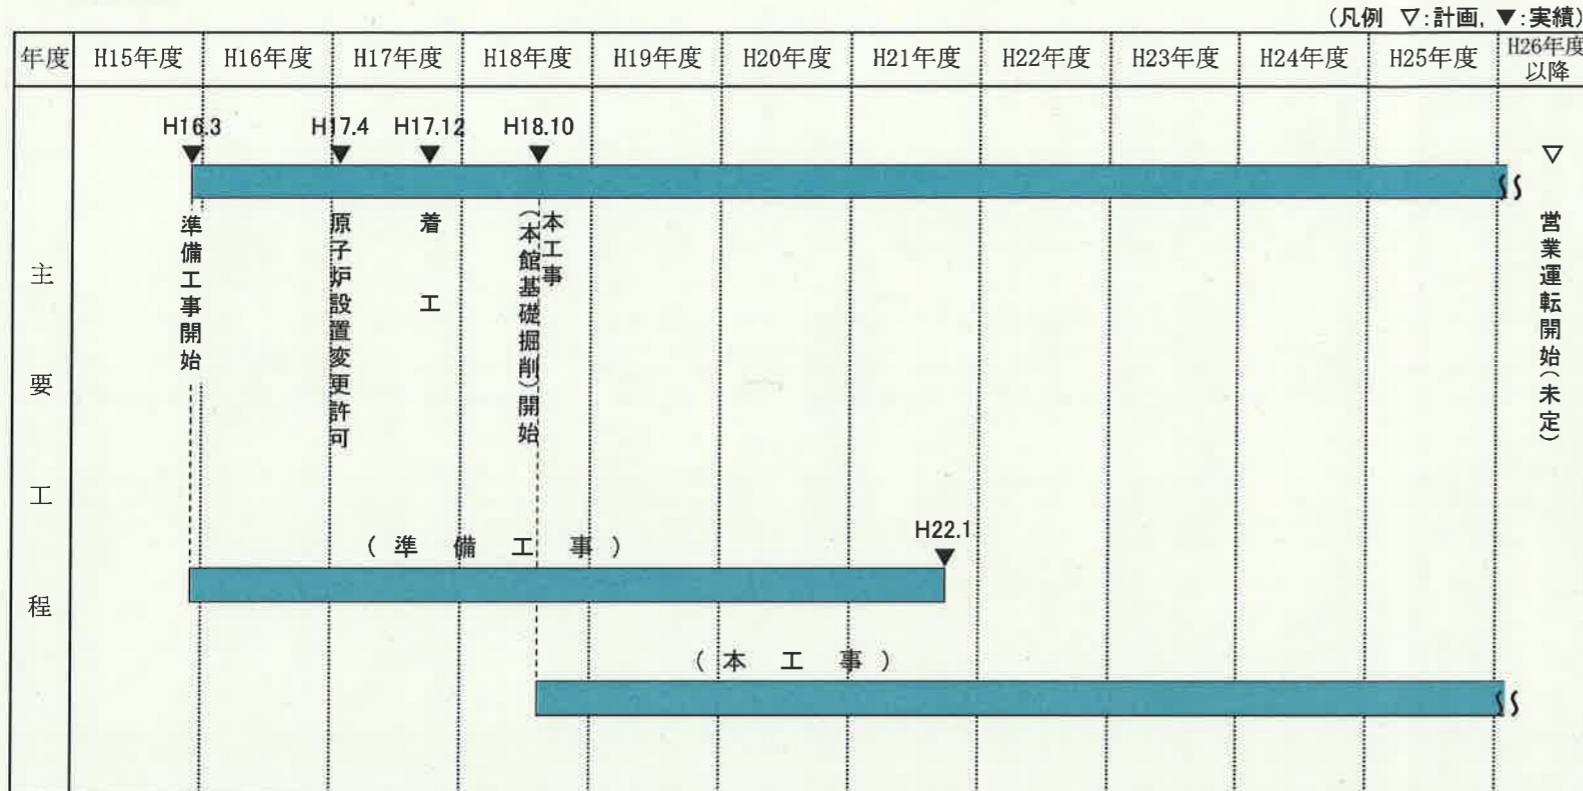 (凡例 ▽:計画, ▼:実績)
年度 H15年度 H16年度 H17年度 H18年度 H19年度 H20年度 H21年度 H22年度 H23年度 H24年度 H25年度 H26年度以降
主要工程
H16.3 H17.4 H17.12 H18.10
▼ ▼ ▼ ▼ ▽
準備工事開始
原子炉設置変更許可
着工
本工事
(本館基礎掘削)開始
営業運転開始(未定)
H22.1
▼
(準備工事)
(本工事)